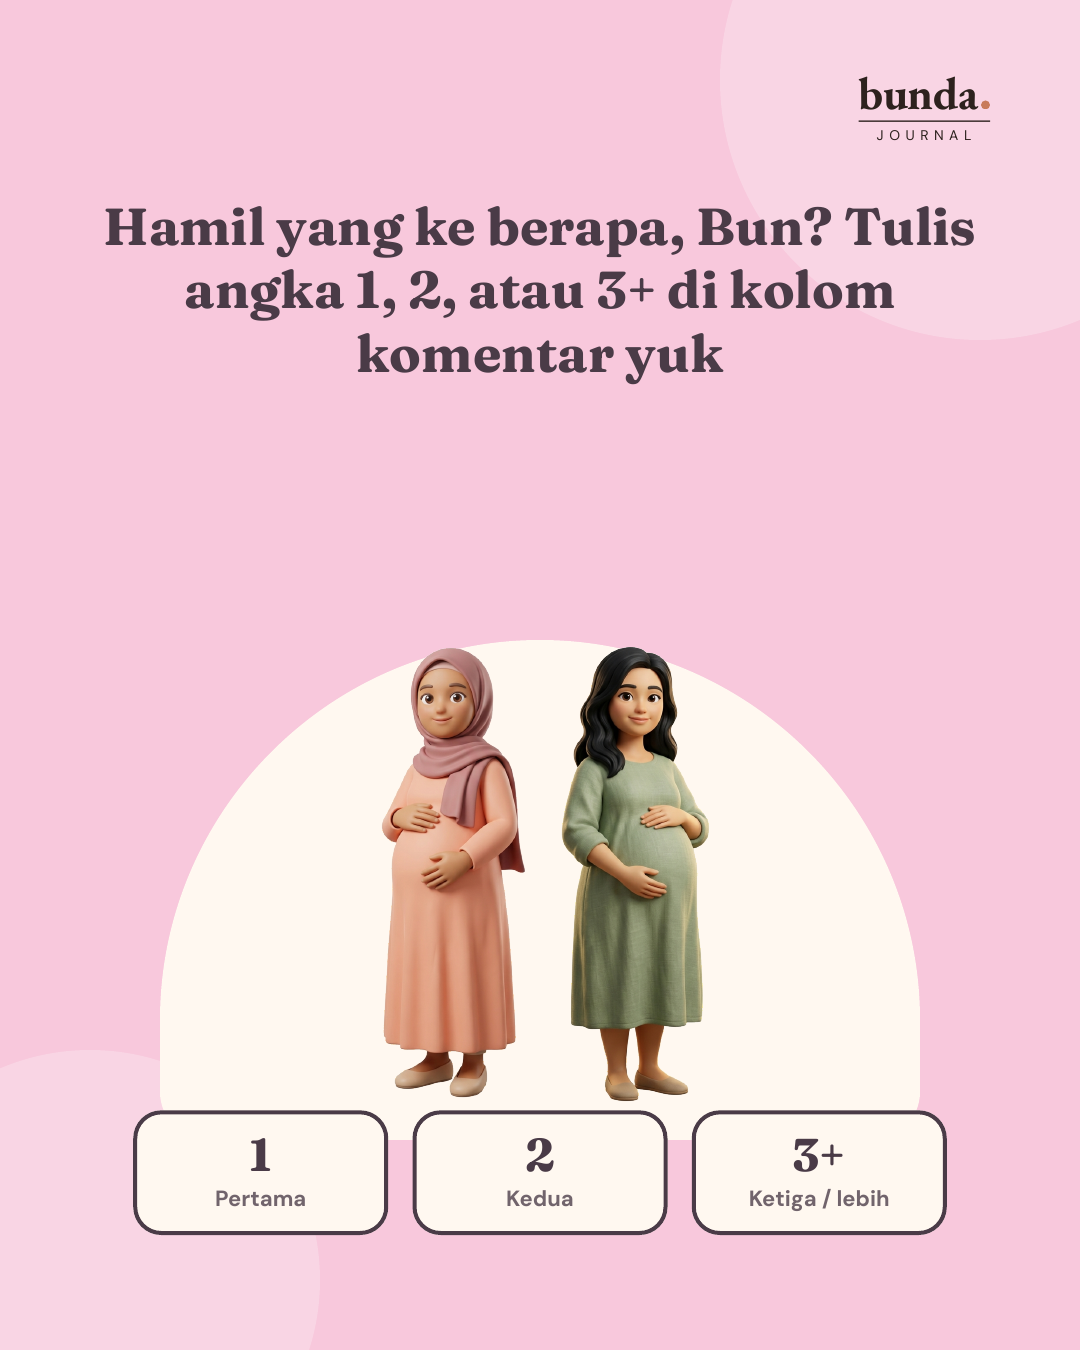 bunda.
JOURNAL
Hamil yang ke berapa, Bun? Tulis
angka 1, 2, atau 3+ di kolom
komentar yuk
1
Pertama
2
Kedua
3+
Ketiga / lebih